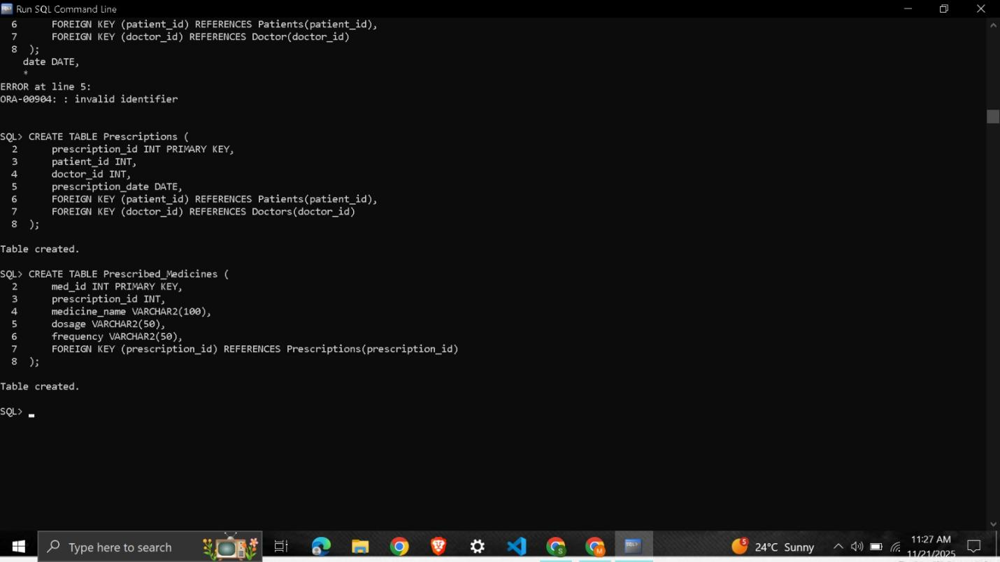 Run SQL Command Line
6      FOREIGN KEY (patient_id) REFERENCES Patients(patient_id),
7      FOREIGN KEY (doctor_id) REFERENCES Doctor(doctor_id)
8  );
date DATE,
*
ERROR at line 5:
ORA-00904: : invalid identifier
SQL> CREATE TABLE Prescriptions (
2      prescription_id INT PRIMARY KEY,
3      patient_id INT,
4      doctor_id INT,
5      prescription_date DATE,
6      FOREIGN KEY (patient_id) REFERENCES Patients(patient_id),
7      FOREIGN KEY (doctor_id) REFERENCES Doctors(doctor_id)
8  );
Table created.
SQL> CREATE TABLE Prescribed_Medicines (
2      med_id INT PRIMARY KEY,
3      prescription_id INT,
4      medicine_name VARCHAR2(100),
5      dosage VARCHAR2(50),
6      frequency VARCHAR2(50),
7      FOREIGN KEY (prescription_id) REFERENCES Prescriptions(prescription_id)
8  );
Table created.
SQL>
Type here to search
S
M
5
24°C Sunny
11:27 AM
11/21/2025